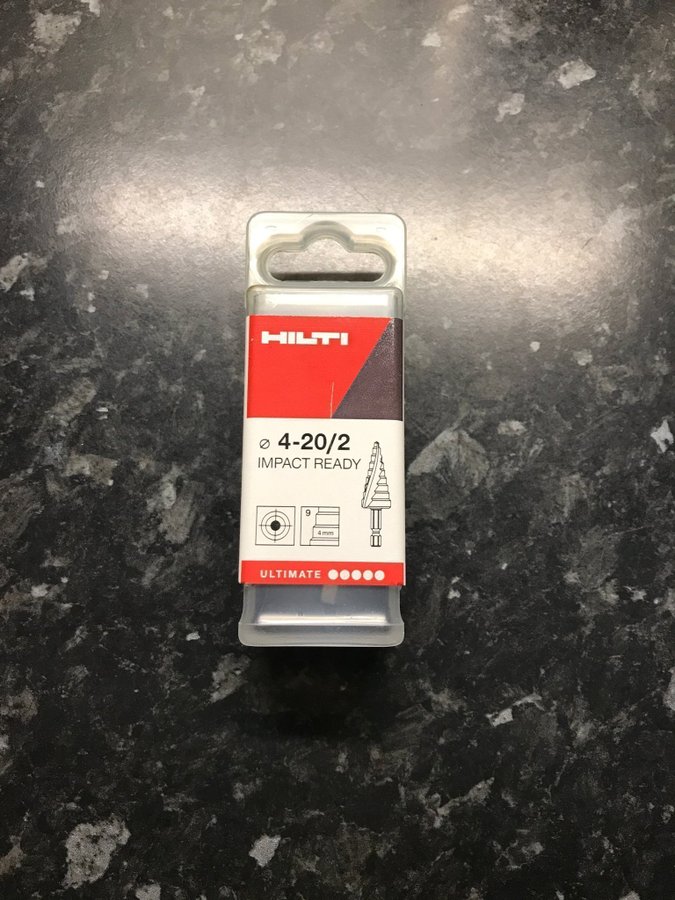 HILTI
⌀ 4-20/2
IMPACT READY
9
4 mm
ULTIMATE